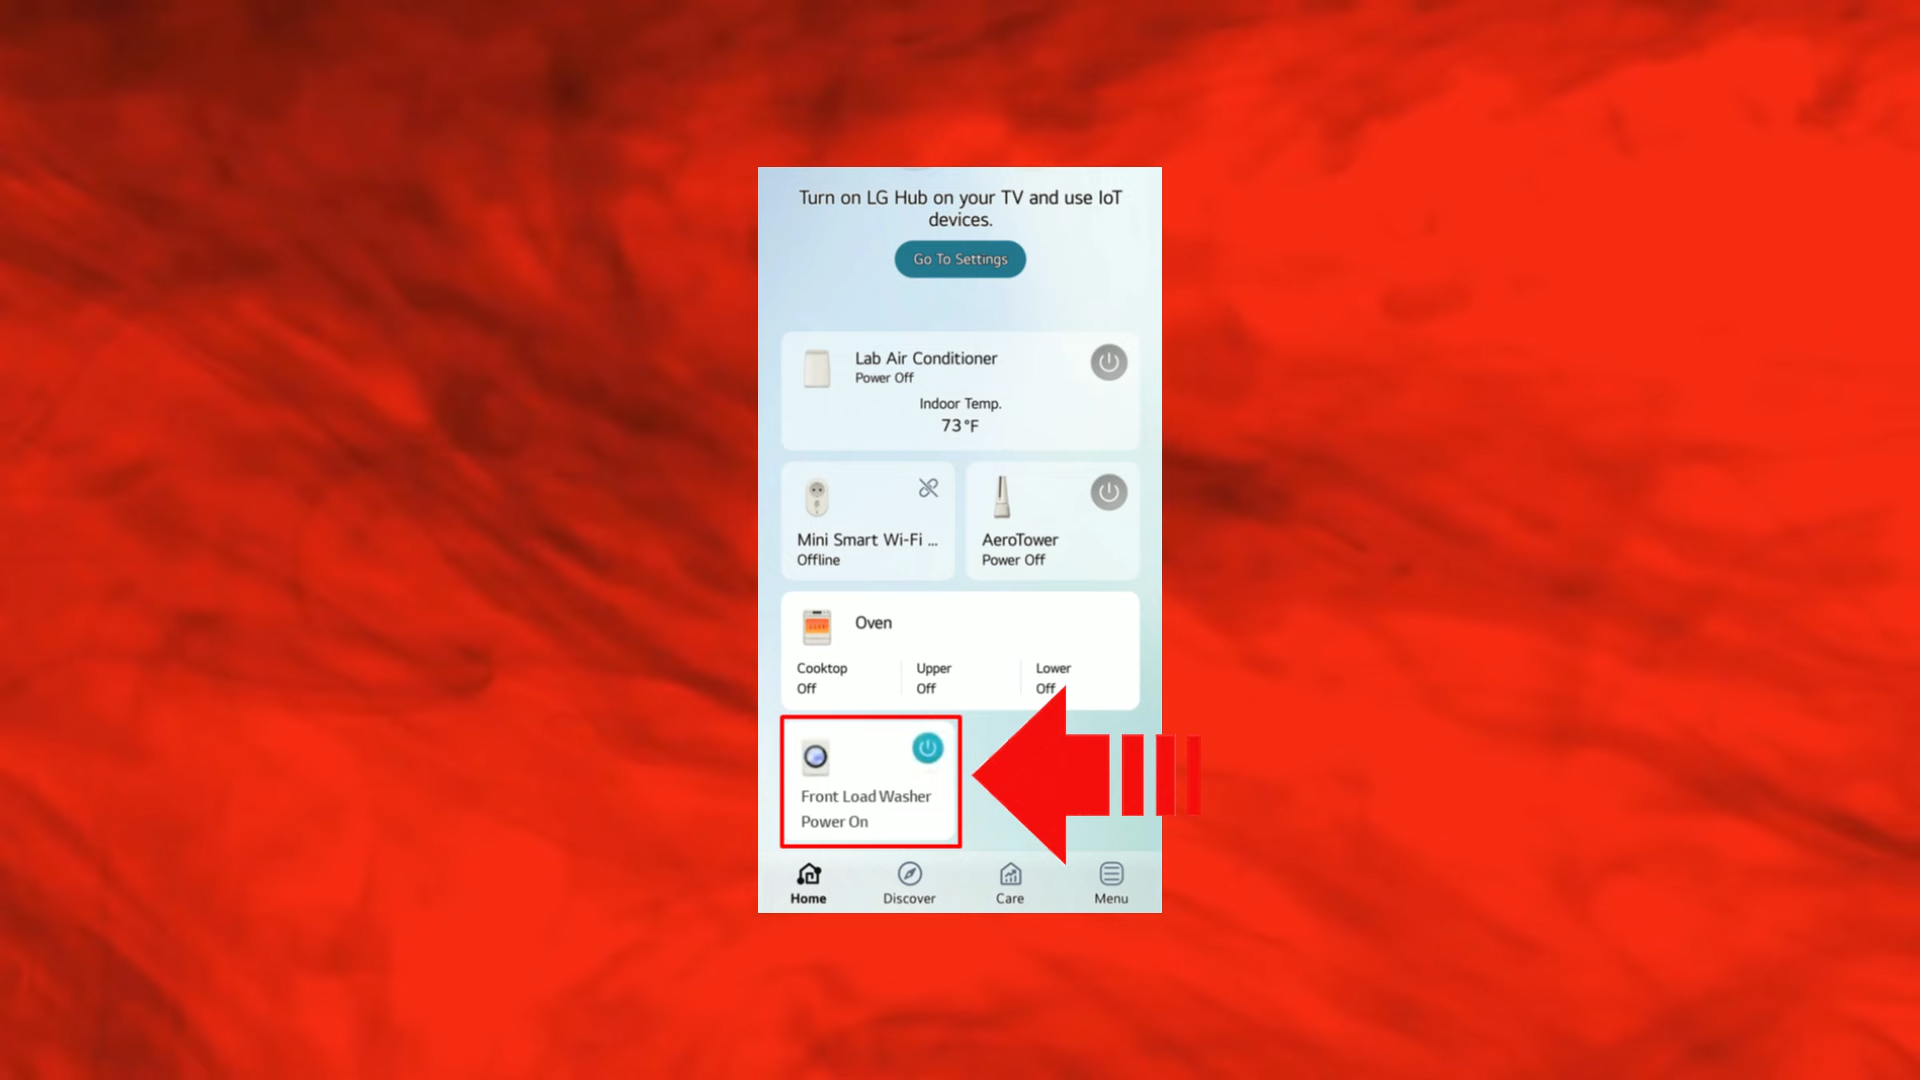 Turn on LG Hub on your TV and use IoT
devices.
Go To Settings
Lab Air Conditioner
Power Off
Indoor Temp.
73°F
Mini Smart Wi-Fi ...
Offline
AeroTower
Power Off
Oven
Cooktop
Off
Upper
Off
Lower
Off
Front Load Washer
Power On
Home
Discover
Care
Menu